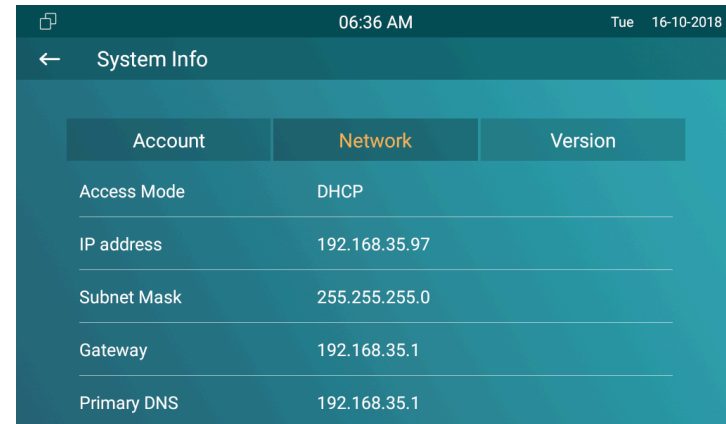 06:36 AM Tue 16-10-2018
System Info
Account Network Version
Access Mode DHCP
IP address 192.168.35.97
Subnet Mask 255.255.255.0
Gateway 192.168.35.1
Primary DNS 192.168.35.1